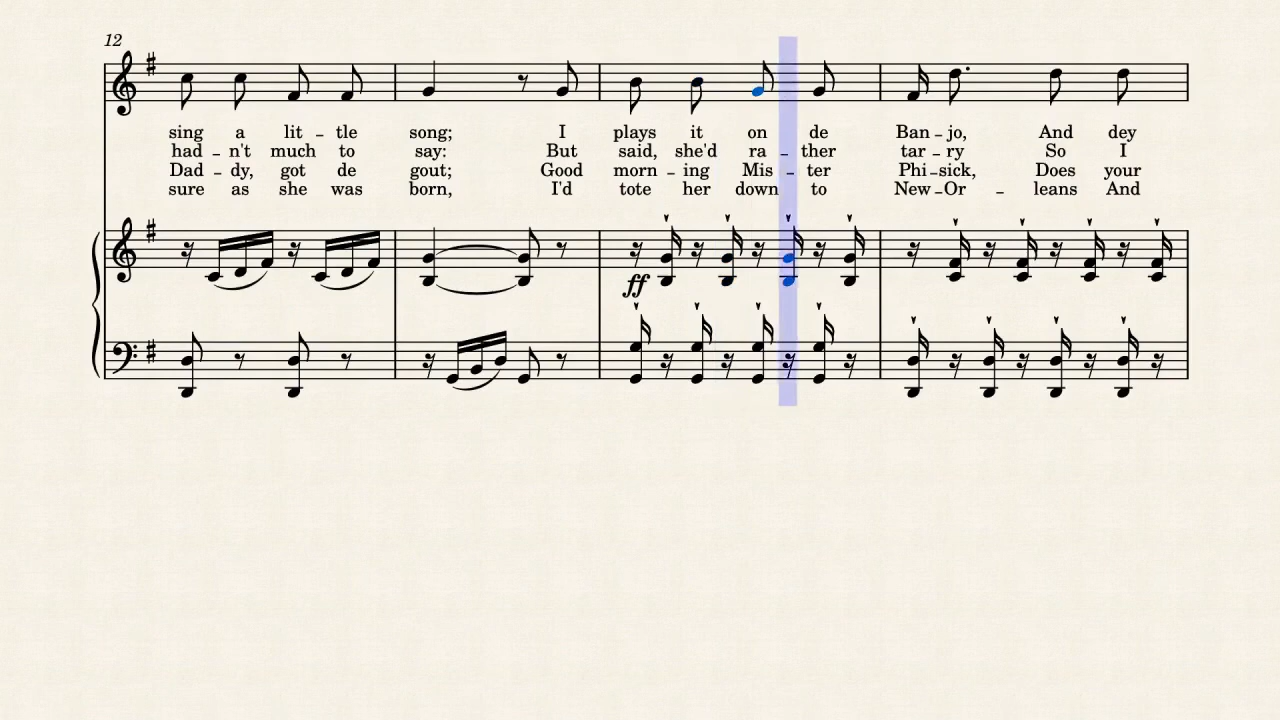 12
sing a lit – tle song; I plays it on de Ban – jo, And dey
had – n't much to say: But said, she'd ra – ther tar – ry So I
Dad – dy, got de gout; Good morn – ing Mis – ter Phi – sick, Does your
sure as she was born, I'd tote her down to New – Or – leans And
ff